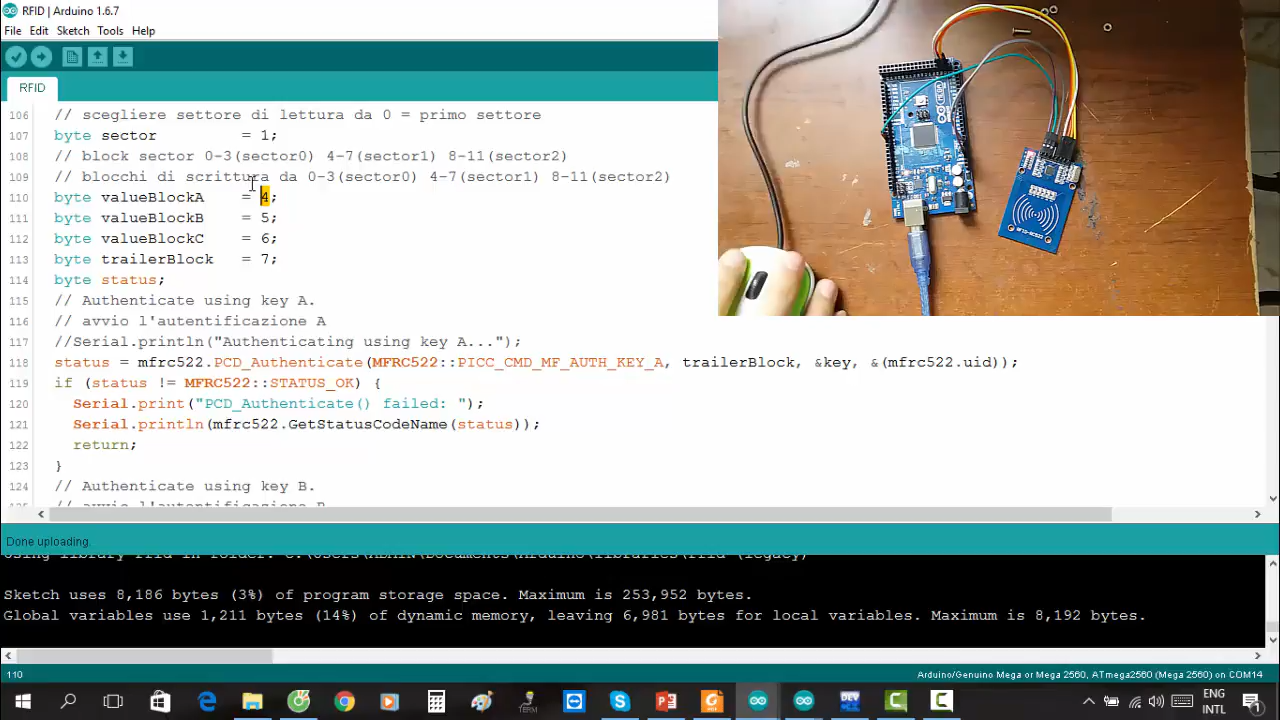 RFID | Arduino 1.6.7
File Edit Sketch Tools Help
RFID
106 // scegliere settore di lettura da 0 = primo settore
107 byte sector = 1;
108 // block sector 0-3(sector0) 4-7(sector1) 8-11(sector2)
109 // blocchi di scrittura da 0-3(sector0) 4-7(sector1) 8-11(sector2)
110 byte valueBlockA = 4;
111 byte valueBlockB = 5;
112 byte valueBlockC = 6;
113 byte trailerBlock = 7;
114 byte status;
115 // Authenticate using key A.
116 // avvio l'autentificazione A
117 //Serial.println("Authenticating using key A...");
118 status = mfrc522.PCD_Authenticate(MFRC522::PICC_CMD_MF_AUTH_KEY_A, trailerBlock, &key, &(mfrc522.uid));
119 if (status != MFRC522::STATUS_OK) {
120 Serial.print("PCD_Authenticate() failed: ");
121 Serial.println(mfrc522.GetStatusCodeName(status));
122 return;
123 }
124 // Authenticate using key B.
Done uploading.
Sketch uses 8,186 bytes (3%) of program storage space. Maximum is 253,952 bytes.
Global variables use 1,211 bytes (14%) of dynamic memory, leaving 6,981 bytes for local variables. Maximum is 8,192 bytes.
110 Arduino/Genuino Mega or Mega 2560, ATmega2560 (Mega 2560) on COM14
TERM
DEV
ENG
INTL
1